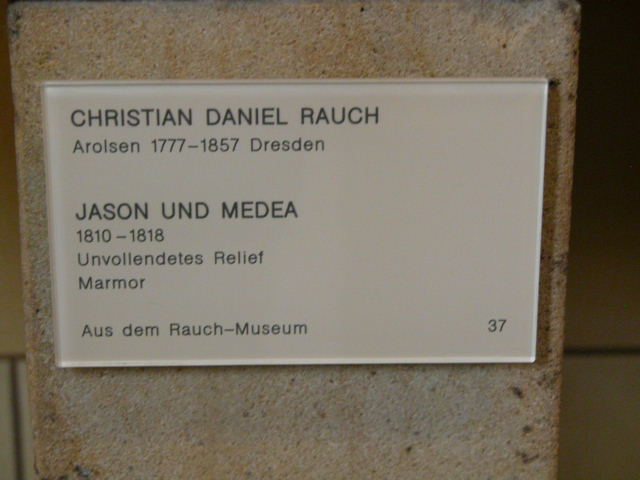 CHRISTIAN DANIEL RAUCH
Arolsen 1777–1857 Dresden
JASON UND MEDEA
1810–1818
Unvollendetes Relief
Marmor
Aus dem Rauch–Museum 37